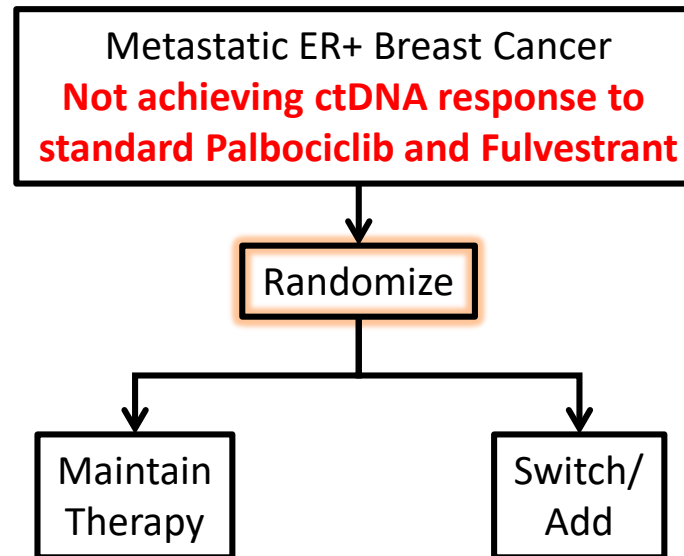 Metastatic ER+ Breast Cancer
Not achieving ctDNA response to
standard Palbociclib and Fulvestrant
Randomize
Maintain
Therapy
Switch/
Add